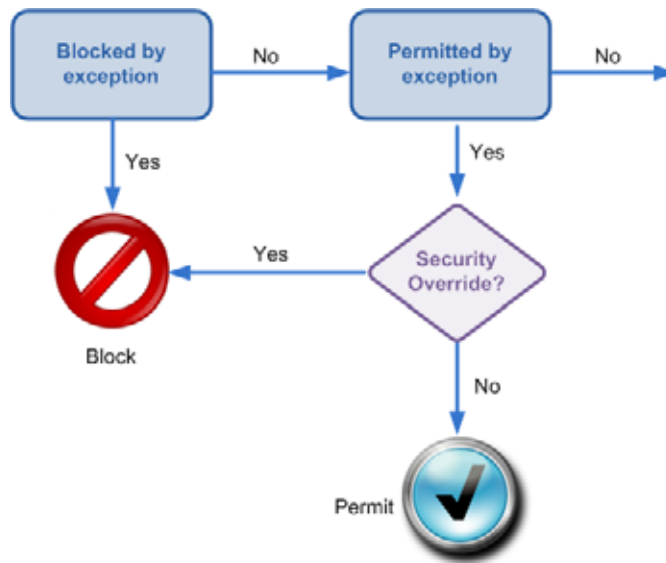 Blocked by
exception
No
Permitted by
exception
No
Yes
Yes
Yes
Security
Override?
Block
No
Permit